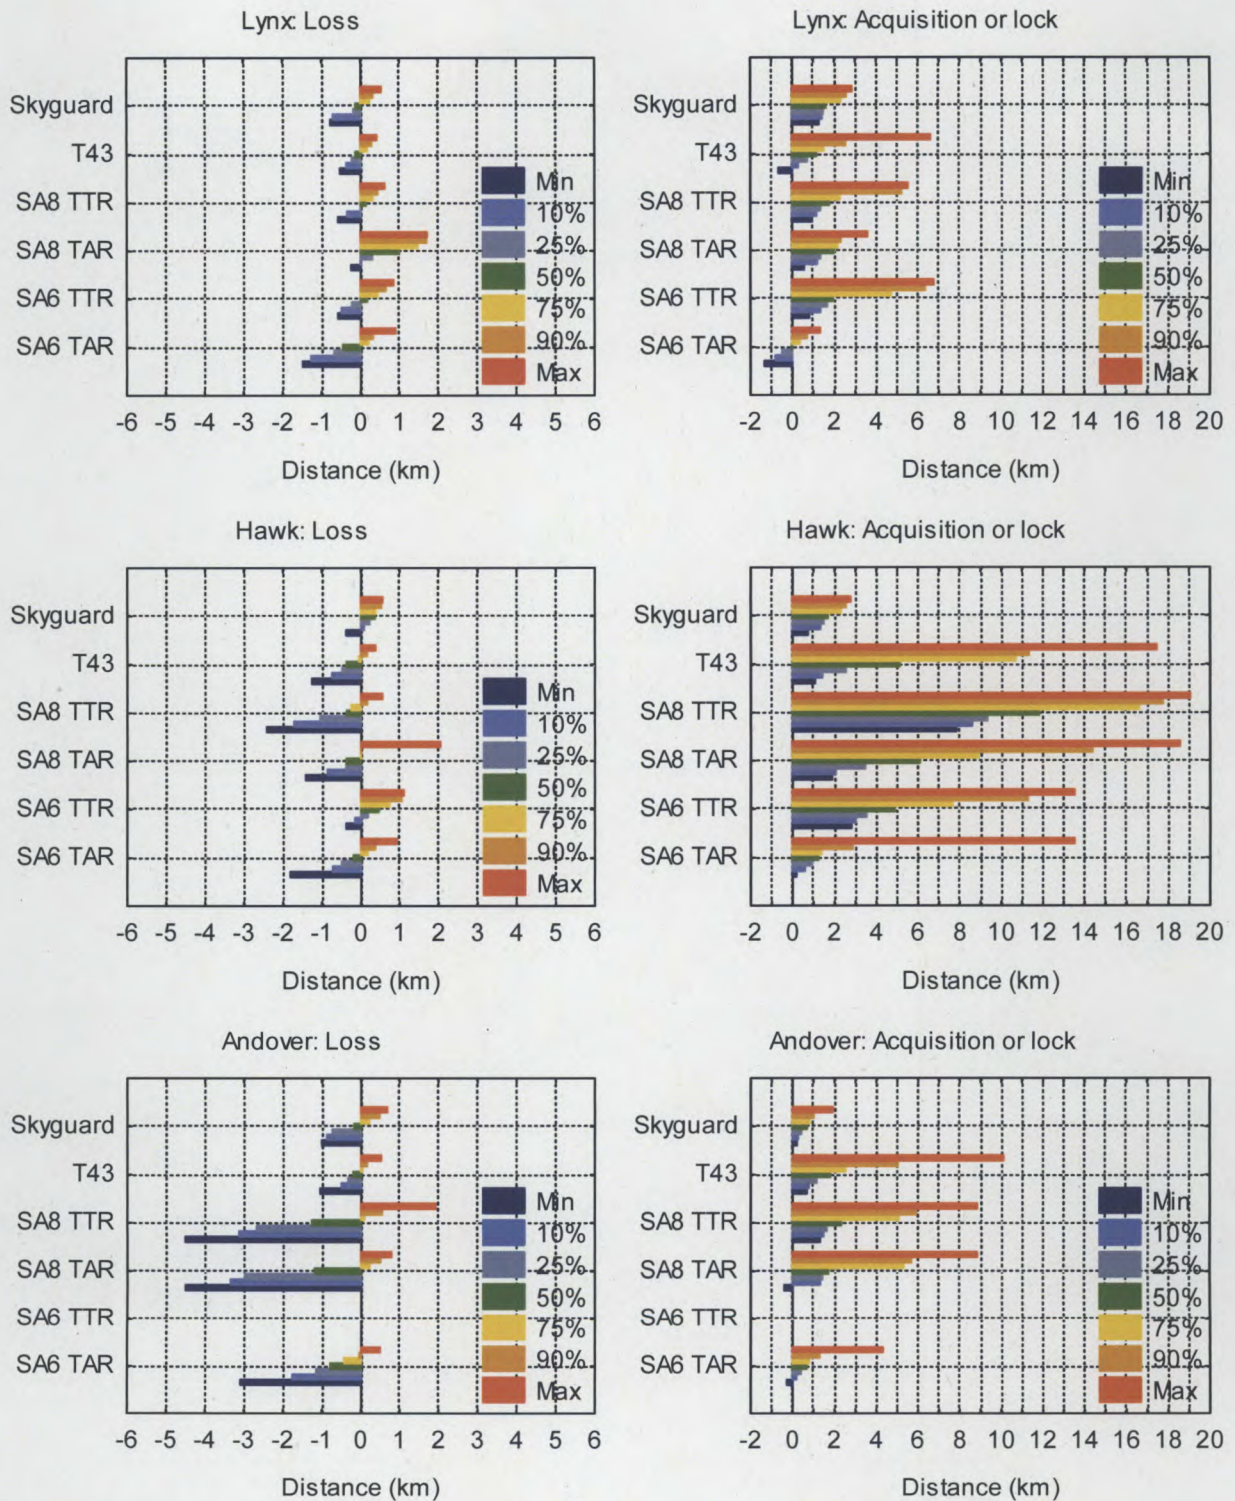 Lynx: Loss
Skyguard
T43
SA8 TTR
SA8 TAR
SA6 TTR
SA6 TAR
Min
10%
25%
50%
75%
90%
Max
-6 -5 -4 -3 -2 -1 0 1 2 3 4 5 6
Distance (km)
Lynx: Acquisition or lock
Skyguard
T43
SA8 TTR
SA8 TAR
SA6 TTR
SA6 TAR
Min
10%
25%
50%
75%
90%
Max
-2 0 2 4 6 8 10 12 14 16 18 20
Distance (km)
Hawk: Loss
Skyguard
T43
SA8 TTR
SA8 TAR
SA6 TTR
SA6 TAR
Min
10%
25%
50%
75%
90%
Max
-6 -5 -4 -3 -2 -1 0 1 2 3 4 5 6
Distance (km)
Hawk: Acquisition or lock
Skyguard
T43
SA8 TTR
SA8 TAR
SA6 TTR
SA6 TAR
-2 0 2 4 6 8 10 12 14 16 18 20
Distance (km)
Andover: Loss
Skyguard
T43
SA8 TTR
SA8 TAR
SA6 TTR
SA6 TAR
Min
10%
25%
50%
75%
90%
Max
-6 -5 -4 -3 -2 -1 0 1 2 3 4 5 6
Distance (km)
Andover: Acquisition or lock
Skyguard
T43
SA8 TTR
SA8 TAR
SA6 TTR
SA6 TAR
Min
10%
25%
50%
75%
90%
Max
-2 0 2 4 6 8 10 12 14 16 18 20
Distance (km)